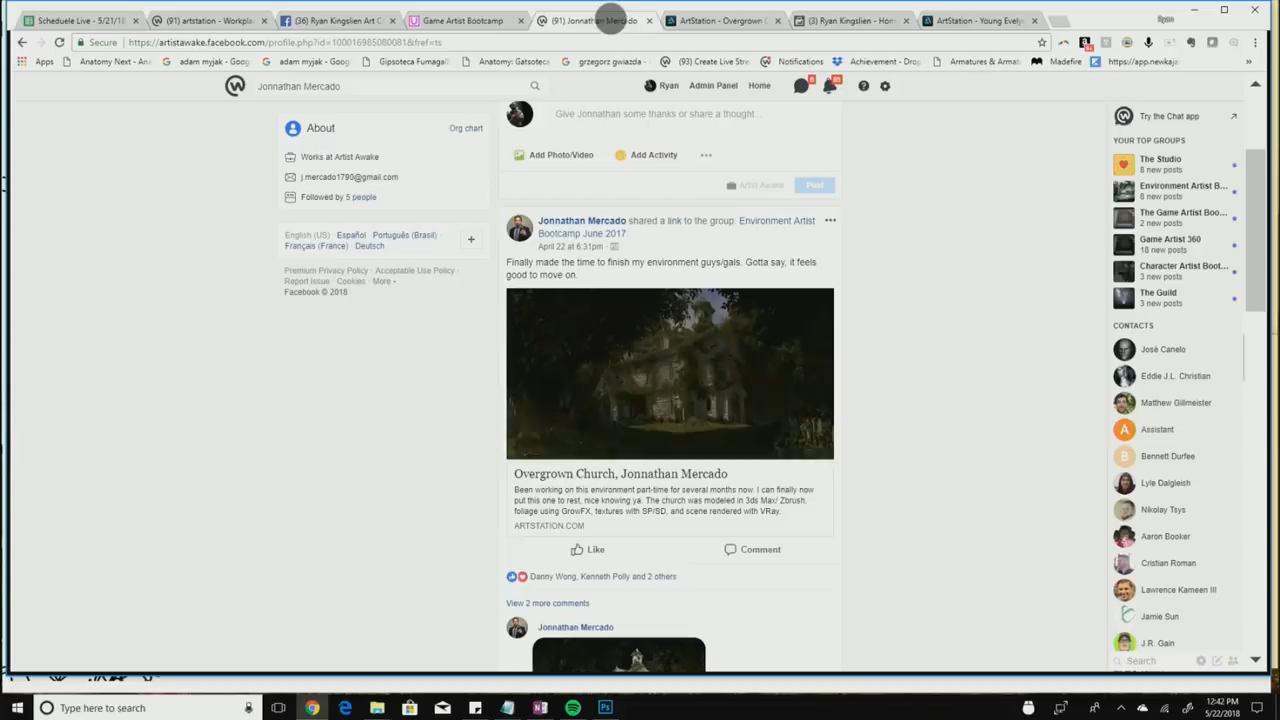 Schedule Live - 5/21/18
(91) artstation - Workpla
(36) Ryan Kingslien Art C
Game Artist Bootcamp
(91) Jonnathan Mercado
ArtStation - Overgrown C
(3) Ryan Kingslien - Hom
ArtStation - Young Evely
Ryan
Secure
https://artistawake.facebook.com/profile.php?id=100016985080081&fref=ts
Apps
Anatomy Next - An
adam myjak - Goog
adam myjak - Goog
Gipsoteca Fumagall
Anatomy: Gatsoteca
grzegorz gwiazda - G
(93) Create Live Stre
Notifications
Achievement - Drop
Armatures & Armat
Madefire
https://app.newkaja
»
Jonnathan Mercado
Ryan
Admin Panel
Home
About
Org chart
Works at Artist Awake
j.mercado1790@gmail.com
Followed by 5 people
English (US) · Español · Português (Brasil) ·
Français (France) · Deutsch
Premium Privacy Policy · Acceptable Use Policy ·
Report Issue · Cookies · More
Facebook © 2018
Give Jonnathan some thanks or share a thought...
Add Photo/Video
Add Activity
Artist Awake
Post
Jonnathan Mercado shared a link to the group: Environment Artist
Bootcamp June 2017.
April 22 at 6:31pm ·
Finally made the time to finish my environment guys/gals. Gotta say, it feels
good to move on.
Overgrown Church, Jonnathan Mercado
Been working on this environment part-time for several months now. I can finally now
put this one to rest, nice knowing ya. The church was modeled in 3ds Max/ Zbrush,
foliage using GrowFX, textures with SP/SD, and scene rendered with VRay.
ARTSTATION.COM
Like
Comment
Danny Wong, Kenneth Polly and 2 others
View 2 more comments
Jonnathan Mercado
Try the Chat app
YOUR TOP GROUPS
The Studio
8 new posts
Environment Artist B...
8 new posts
The Game Artist Boo...
2 new posts
Game Artist 360
18 new posts
Character Artist Boot...
3 new posts
The Guild
3 new posts
CONTACTS
José Canelo
Eddie J.L. Christian
Matthew Gillmeister
A
Assistant
B
Bennett Durfee
Lyle Dalgleish
Nikolay Tsys
Aaron Booker
Cristian Roman
Lawrence Kameen III
Jamie Sun
J.R. Gain
Search
Type here to search
12:42 PM
5/22/2018